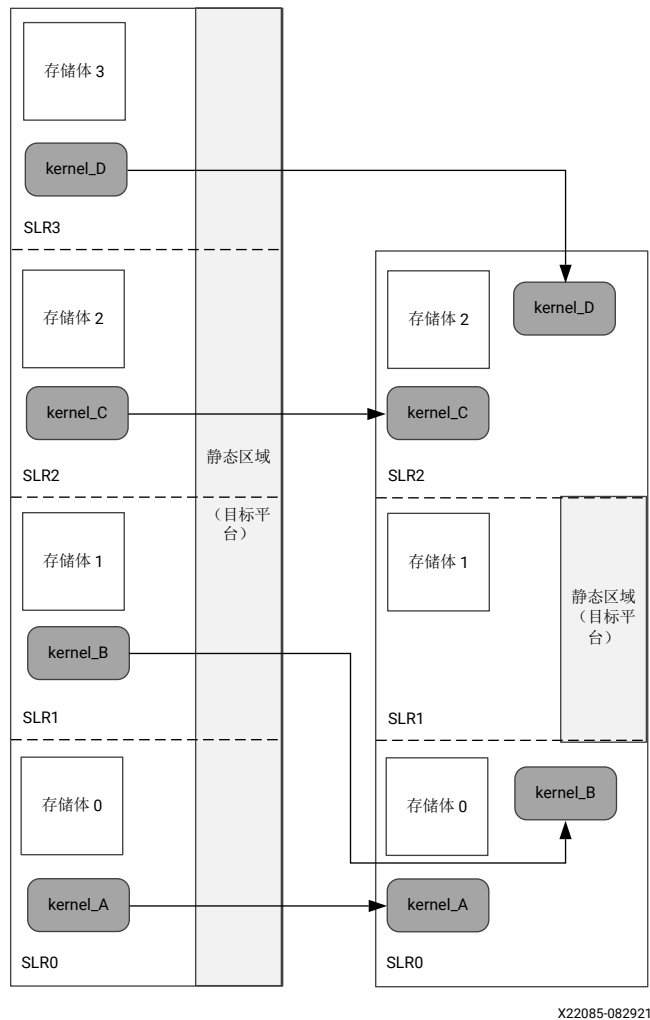 存储体 3
kernel_D
SLR3
存储体 2
kernel_C
SLR2
静态区域
（目标平
台）
存储体 1
kernel_B
SLR1
存储体 0
kernel_A
SLR0
存储体 2
kernel_D
kernel_C
SLR2
存储体 1
静态区域
（目标平
台）
SLR1
存储体 0
kernel_B
kernel_A
SLR0
X22085-082921